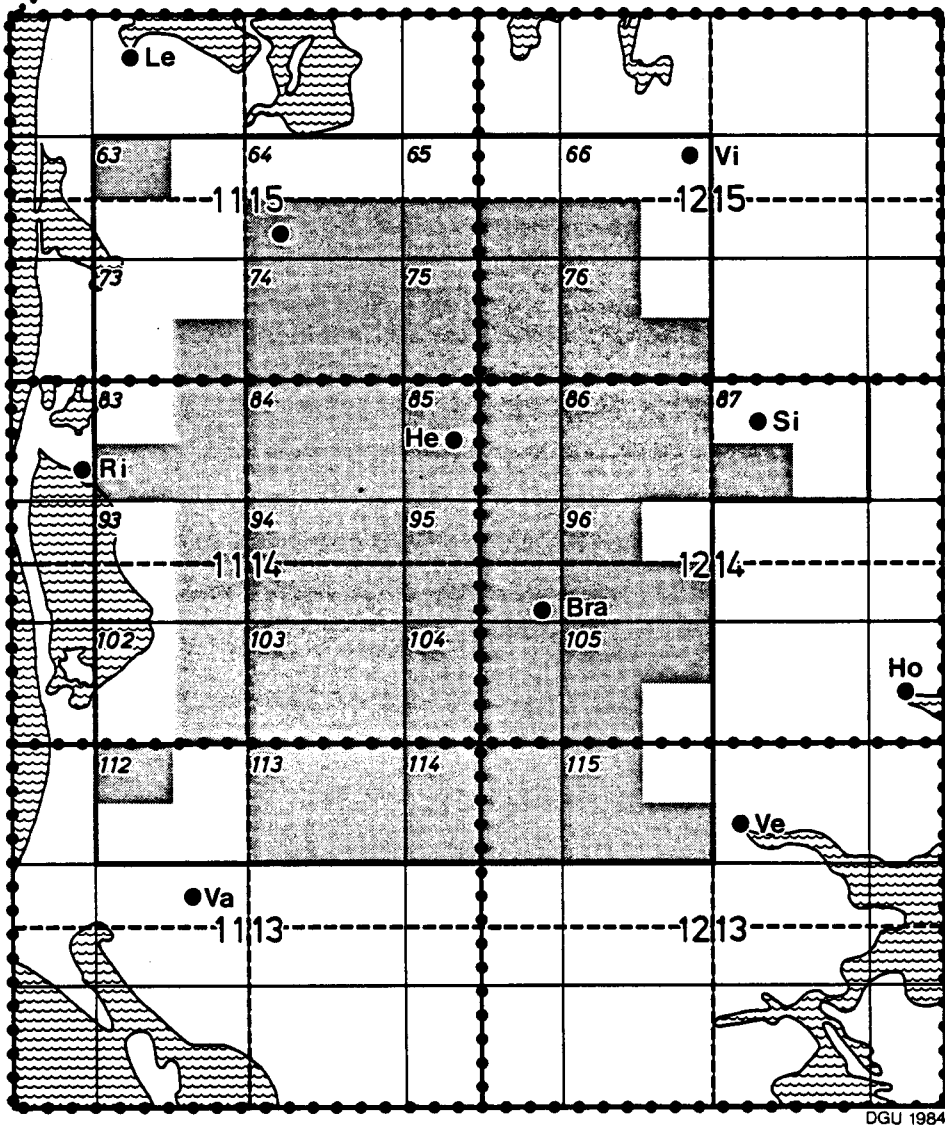 Le
63 64 65 66 Vi
1115 1215
73 74 75 76
83 84 85 86 87
He Si
Ri
93 94 95 96
1114 1214
Bra
102 103 104 105
Ho
112 113 114 115
Ve
Va
1113 1213
DGU 1984